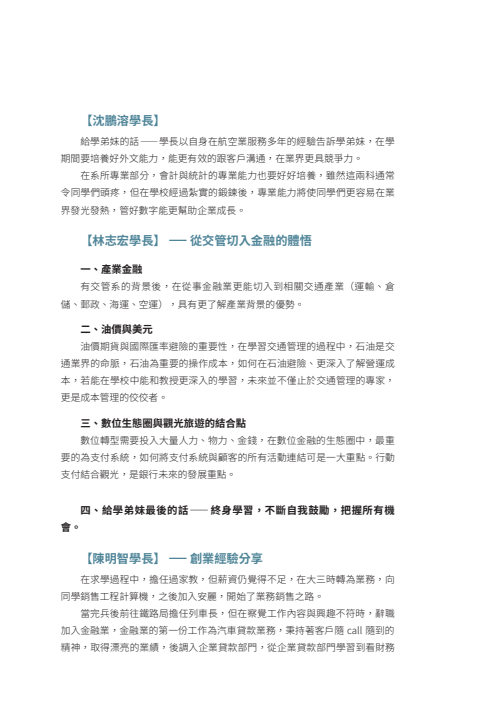 【沈鵬溶學長】
給學弟妹的話——學長以自身在航空業服務多年的經驗告訴學弟妹，在學
期間要培養好外文能力，能更有效的跟客戶溝通，在業界更具競爭力。
在系所專業部分，會計與統計的專業能力也要好好培養，雖然這兩科通常
令同學們頭疼，但在學校經過紮實的鍛鍊後，專業能力將使同學們更容易在業
界發光發熱，管好數字能更幫助企業成長。
【林志宏學長】 —— 從交管切入金融的體悟
一、產業金融
有交管系的背景後，在從事金融業更能切入到相關交通產業（運輸、倉
儲、郵政、海運、空運），具有更了解產業背景的優勢。
二、油價與美元
油價期貨與國際匯率避險的重要性，在學習交通管理的過程中，石油是交
通業界的命脈，石油為重要的操作成本，如何在石油避險、更深入了解營運成
本，若能在學校中能和教授更深入的學習，未來並不僅止於交通管理的專家，
更是成本管理的佼佼者。
三、數位生態圈與觀光旅遊的結合點
數位轉型需要投入大量人力、物力、金錢，在數位金融的生態圈中，最重
要的為支付系統，如何將支付系統與顧客的所有活動連結可是一大重點。行動
支付結合觀光，是銀行未來的發展重點。
四、給學弟妹最後的話——終身學習，不斷自我鼓勵，把握所有機
會。
【陳明智學長】 —— 創業經驗分享
在求學過程中，擔任過家教，但薪資仍覺得不足，在大三時轉為業務，向
同學銷售工程計算機，之後加入安麗，開始了業務銷售之路。
當完兵後前往鐵路局擔任列車長，但在察覺工作內容與興趣不符時，辭職
加入金融業，金融業的第一份工作為汽車貸款業務，秉持著客戶隨 call 隨到的
精神，取得漂亮的業績，後調入企業貸款部門，從企業貸款部門學習到看財務